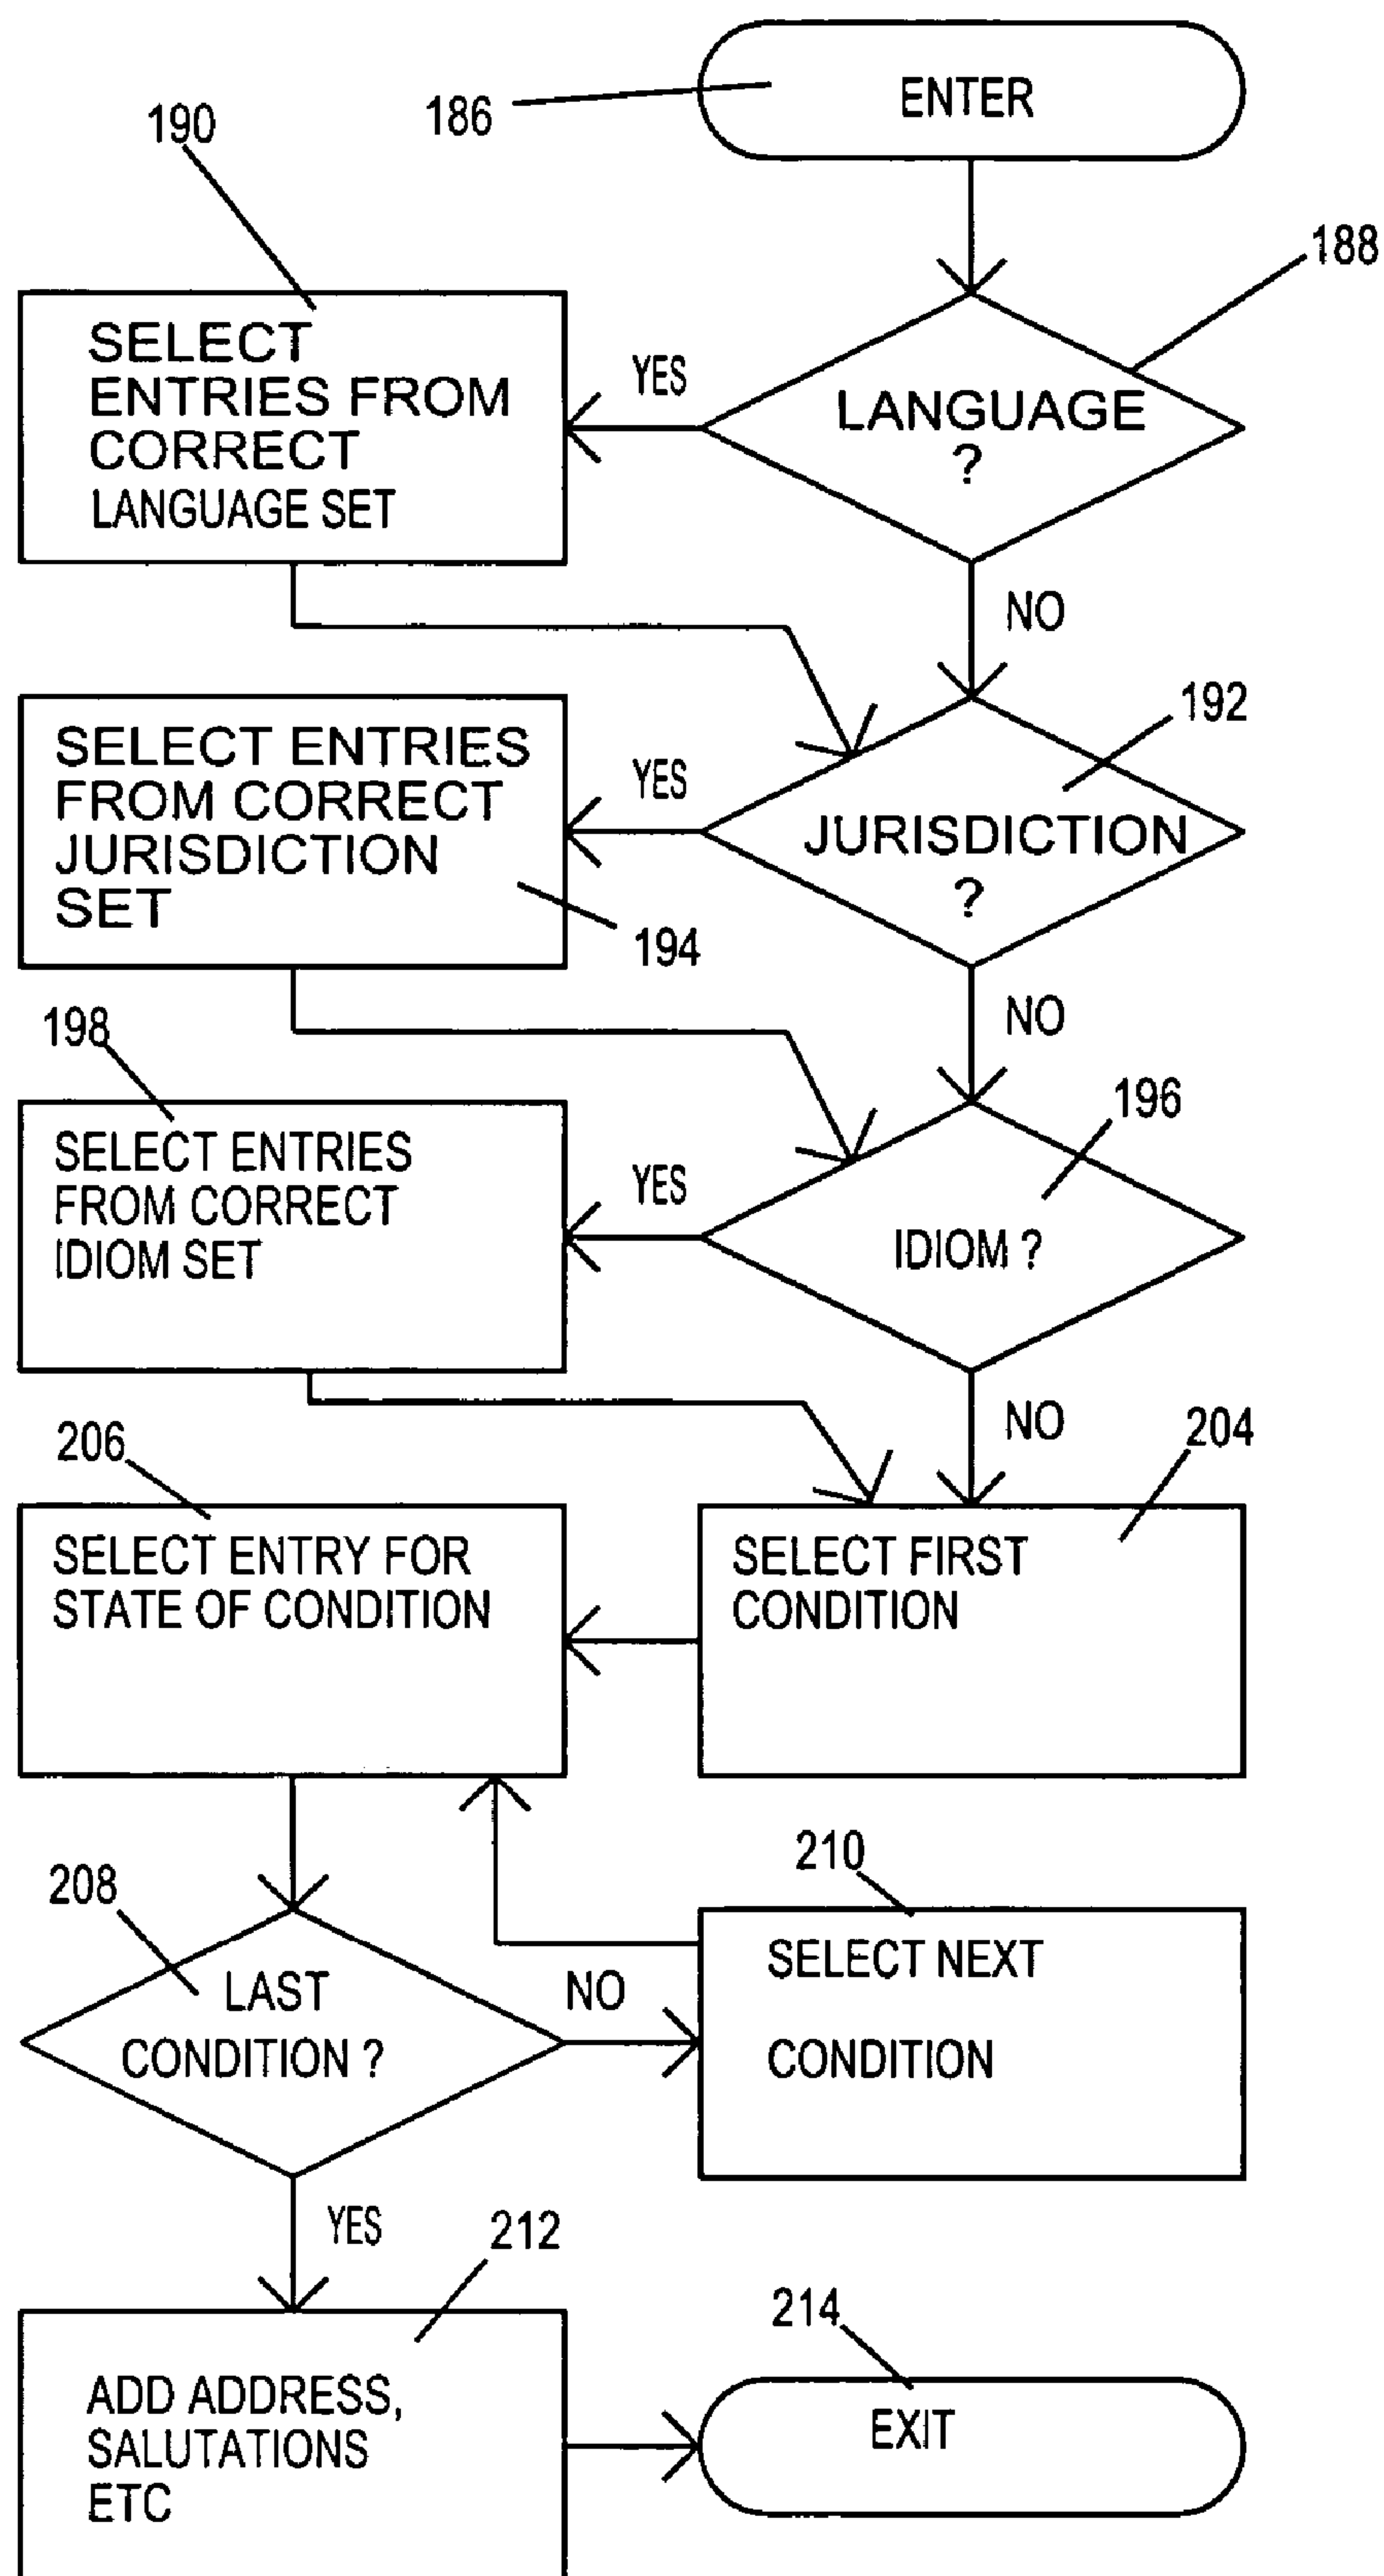 ENTER
186
190
188
SELECT
ENTRIES FROM
CORRECT
LANGUAGE SET
YES
LANGUAGE
?
NO
192
SELECT ENTRIES
FROM CORRECT
JURISDICTION
SET
YES
JURISDICTION
?
194
NO
198
196
SELECT ENTRIES
FROM CORRECT
IDIOM SET
YES
IDIOM ?
NO
206
204
SELECT ENTRY FOR
STATE OF CONDITION
SELECT FIRST
CONDITION
208
210
LAST
CONDITION ?
NO
SELECT NEXT
CONDITION
YES
212
214
ADD ADDRESS,
SALUTATIONS
ETC
EXIT